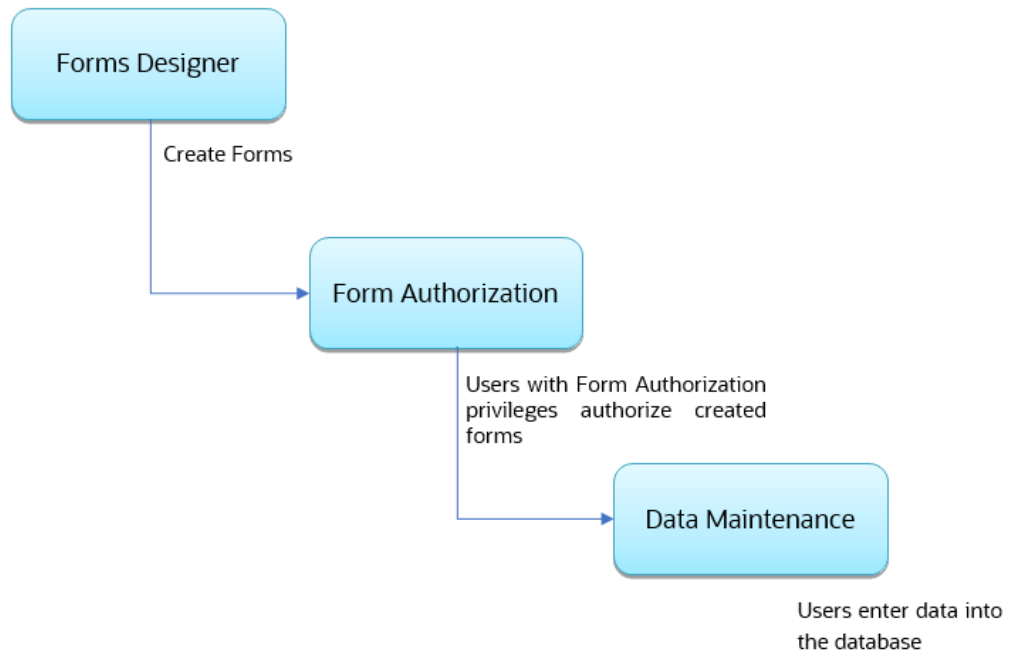 Forms Designer
Create Forms
Form Authorization
Users with Form Authorization
privileges authorize created
forms
Data Maintenance
Users enter data into
the database